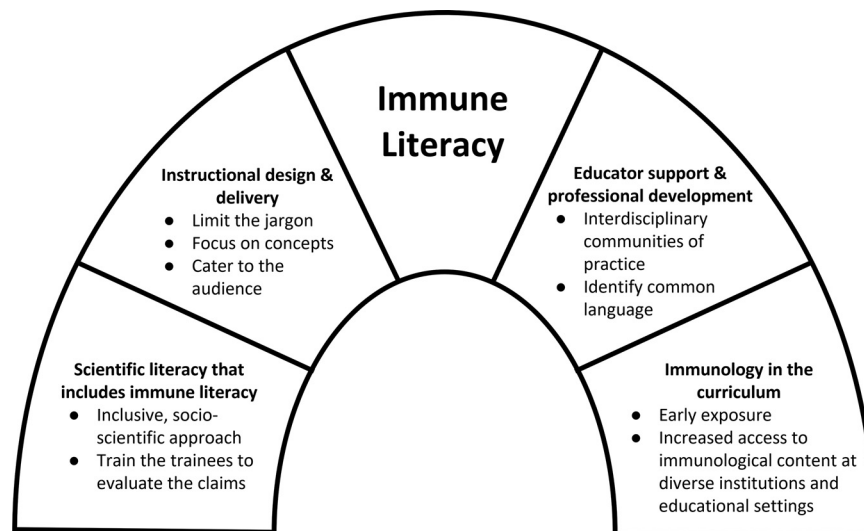 Immune
Literacy
Instructional design &
delivery
● Limit the jargon
● Focus on concepts
● Cater to the
audience
Educator support &
professional development
● Interdisciplinary
communities of
practice
● Identify common
language
Scientific literacy that
includes immune literacy
● Inclusive, socio-
scientific approach
● Train the trainees to
evaluate the claims
Immunology in the
curriculum
● Early exposure
● Increased access to
immunological content at
diverse institutions and
educational settings